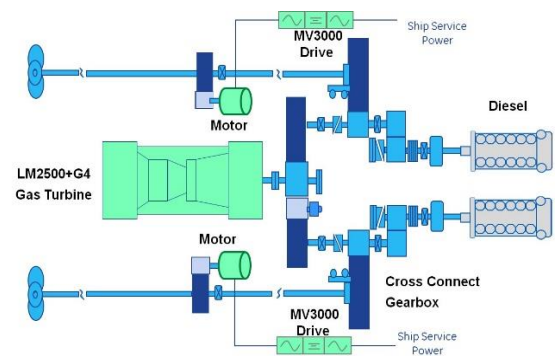 MV3000
Drive
Ship Service
Power
Motor
Diesel
LM2500+G4
Gas Turbine
Motor
Cross Connect
Gearbox
MV3000
Drive
Ship Service
Power